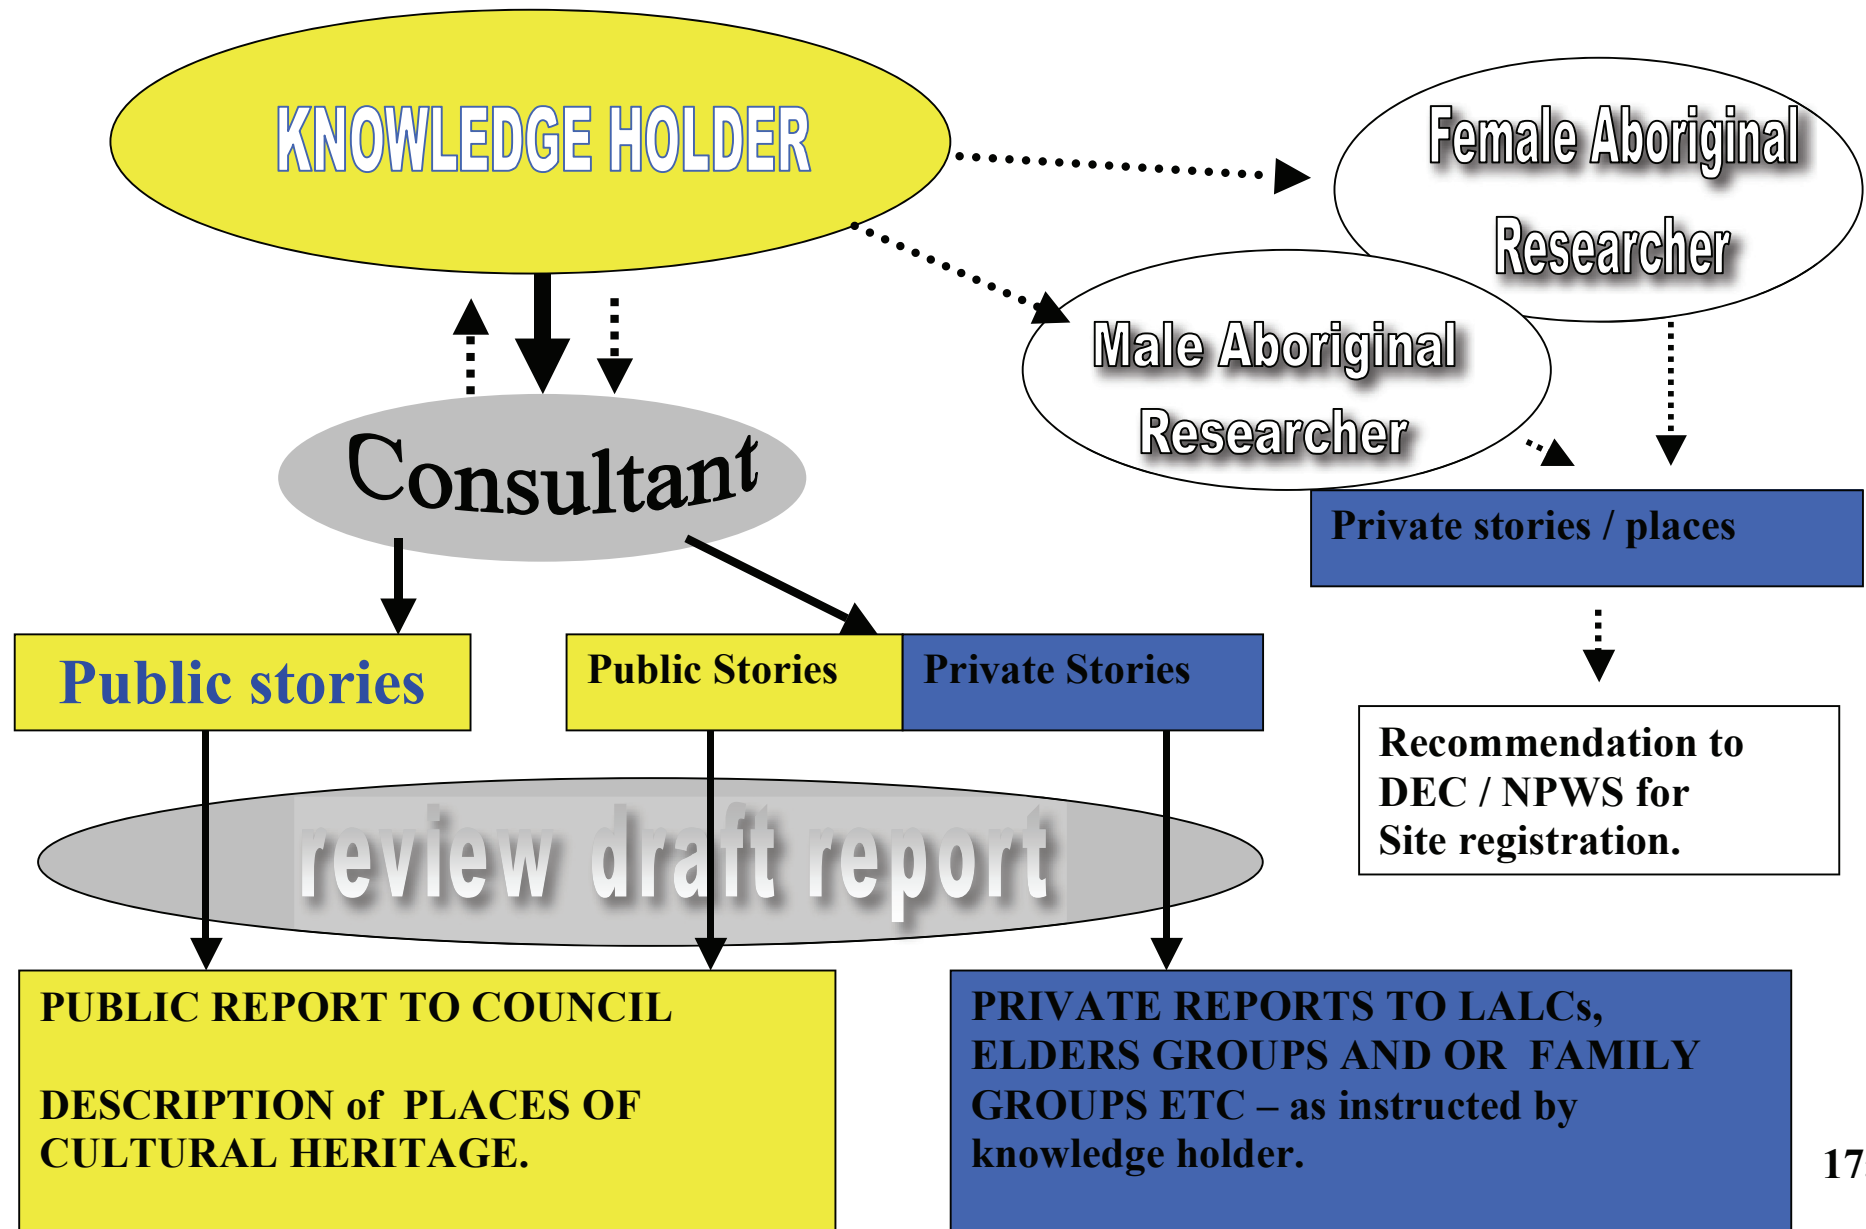 KNOWLEDGE HOLDER
Female Aboriginal
Researcher
Male Aboriginal
Researcher
Consultant
Private stories / places
Public stories
Public Stories
Private Stories
Recommendation to
DEC / NPWS for
Site registration.
review draft report
PUBLIC REPORT TO COUNCIL
DESCRIPTION of PLACES OF
CULTURAL HERITAGE.
PRIVATE REPORTS TO LALCs,
ELDERS GROUPS AND OR FAMILY
GROUPS ETC – as instructed by
knowledge holder.
17